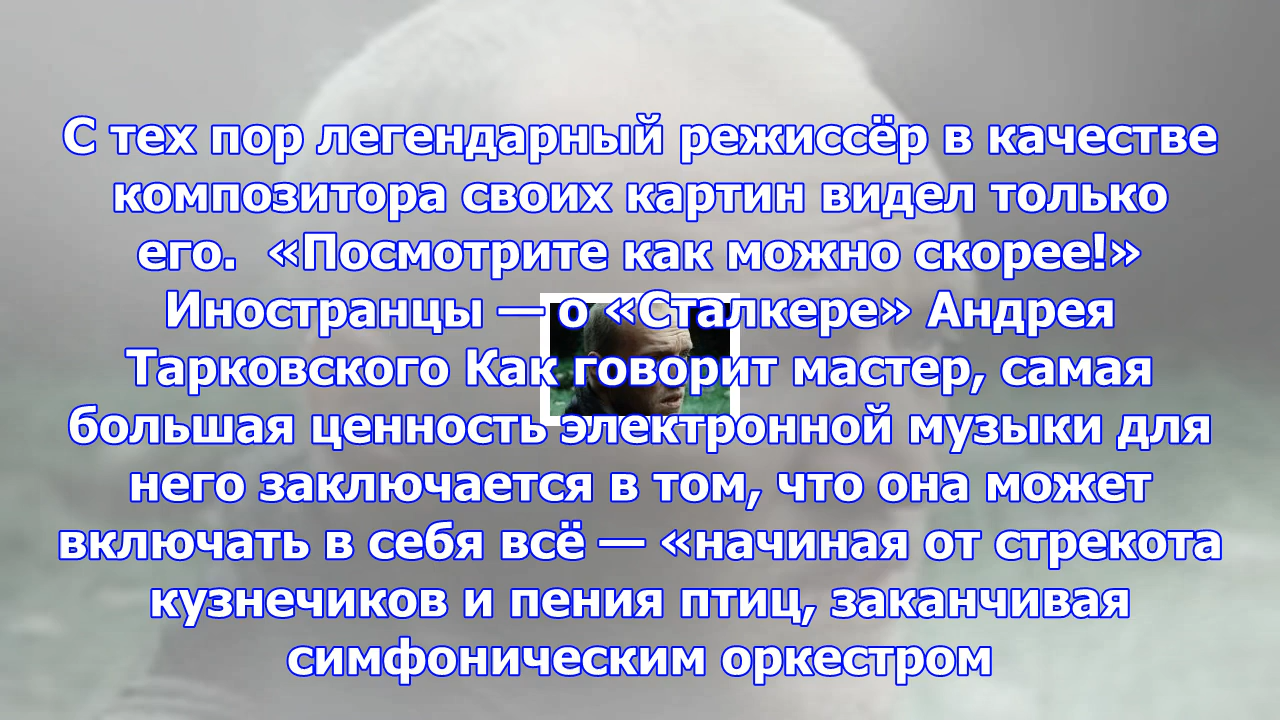 С тех пор легендарный режиссёр в качестве
композитора своих картин видел только
его.  «Посмотрите как можно скорее!»
Иностранцы — о «Сталкере» Андрея
Тарковского Как говорит мастер, самая
большая ценность электронной музыки для
него заключается в том, что она может
включать в себя всё — «начиная от стрекота
кузнечиков и пения птиц, заканчивая
симфоническим оркестром